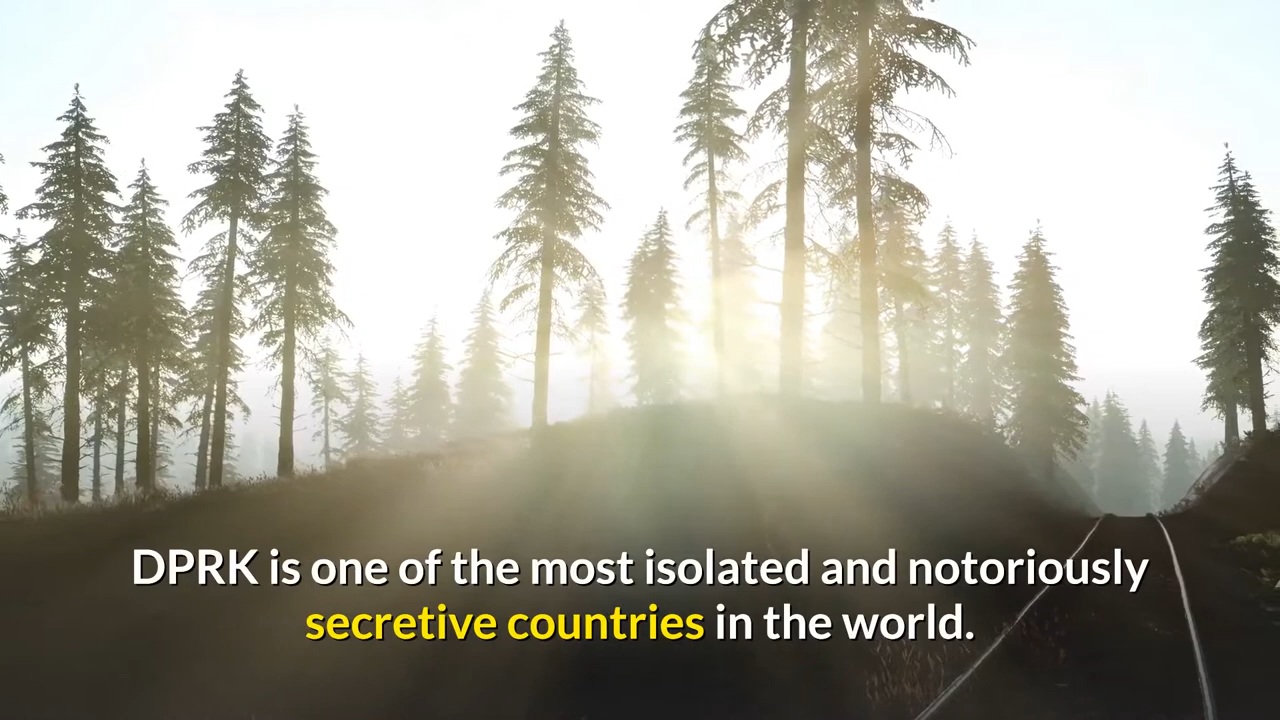 DPRK is one of the most isolated and notoriously
secretive countries in the world.